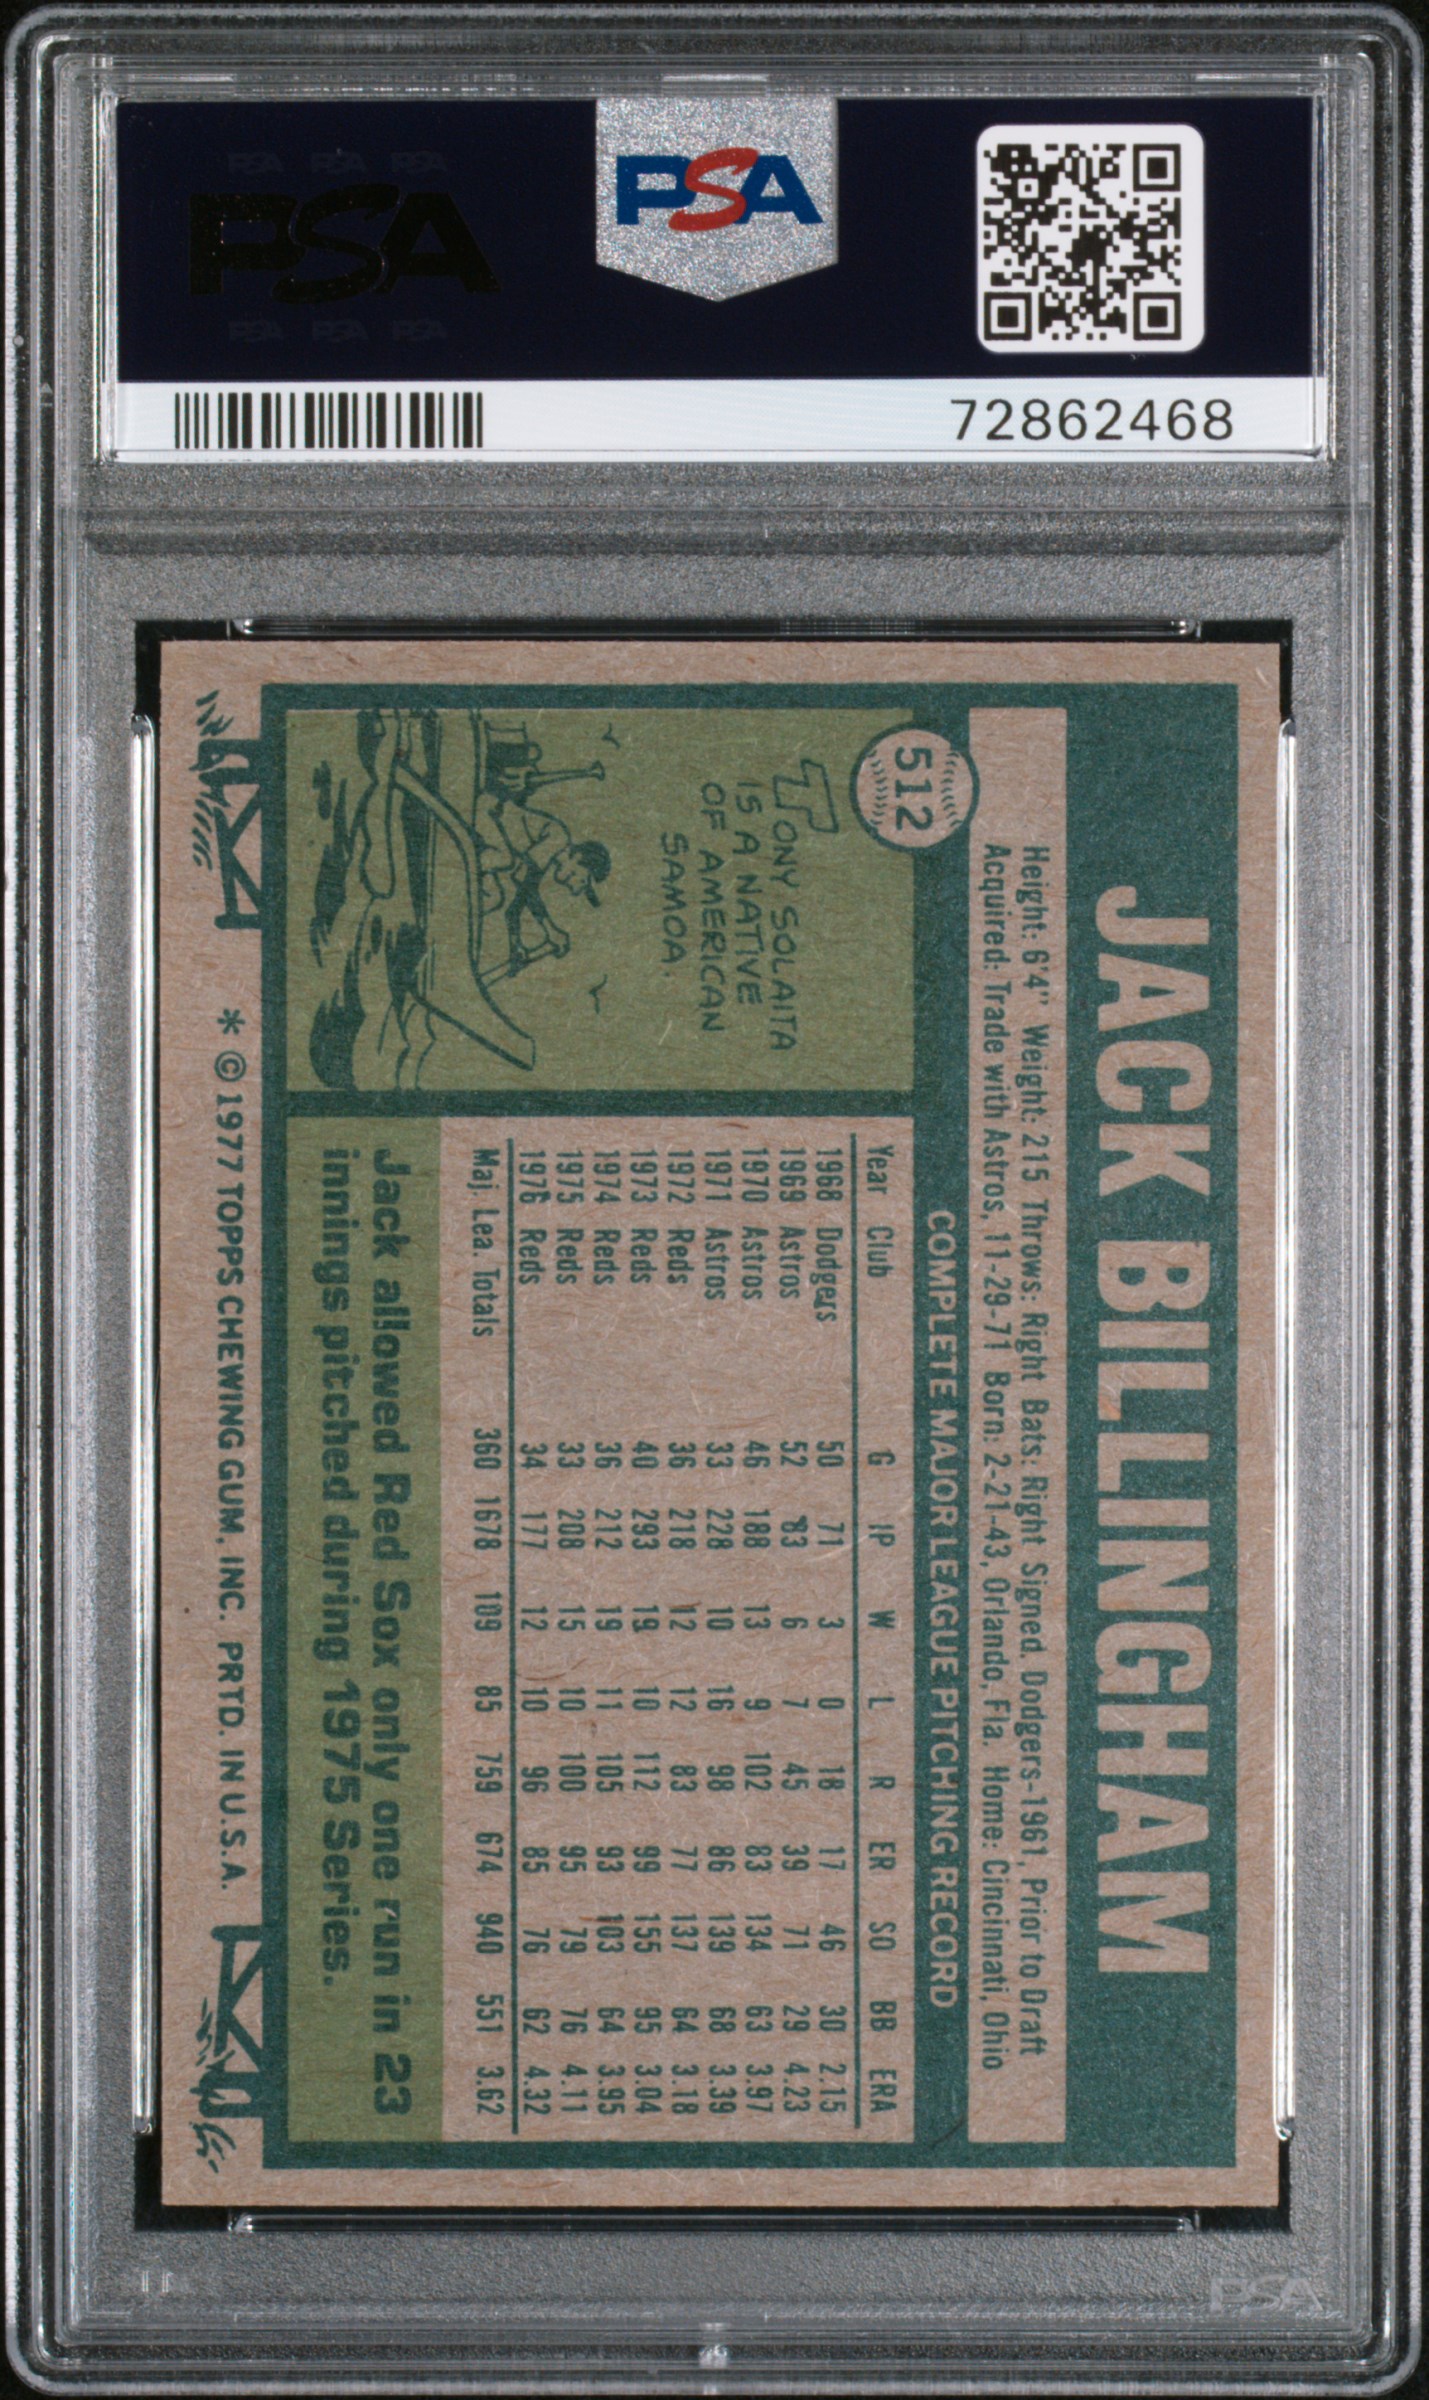 PSA PSA PSA
PSA
PSA PSA PSA
PSA
72862468
JACK BILLINGHAM
Height: 6'4" Weight: 215 Throws: Right Bats: Right Signed. Dodgers-1961, Prior to Draft
Acquired: Trade with Astros, 11-29-71 Born: 2-21-43, Orlando, Fla. Home: Cincinnati, Ohio
512
COMPLETE MAJOR LEAGUE PITCHING RECORD
TONY SOLAITA
IS A NATIVE
OF AMERICAN
SAMOA.
Year Club G IP W L R ER SO BB ERA
1968 Dodgers 50 71 3 0 18 17 46 30 2.15
1969 Astros 52 83 6 7 45 39 71 29 4.23
1970 Astros 46 188 13 9 102 83 134 63 3.97
1971 Astros 33 228 10 16 98 86 139 68 3.39
1972 Reds 36 218 12 12 83 77 137 64 3.18
1973 Reds 40 293 19 10 112 99 155 95 3.04
1974 Reds 36 212 19 11 105 93 103 64 3.95
1975 Reds 33 208 15 10 100 95 79 76 4.11
1976 Reds 34 177 12 10 96 85 76 62 4.32
Maj. Lea. Totals 360 1678 109 85 759 674 940 551 3.62
Jack allowed Red Sox only one run in 23
innings pitched during 1975 Series.
* © 1977 TOPPS CHEWING GUM, INC. PRTD. IN U.S.A.
PSA